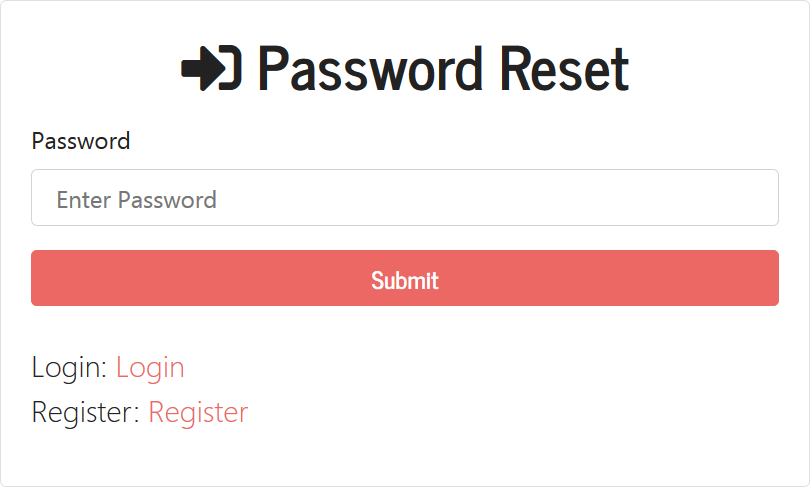 Password Reset
Password
Enter Password
Submit
Login: Login
Register: Register